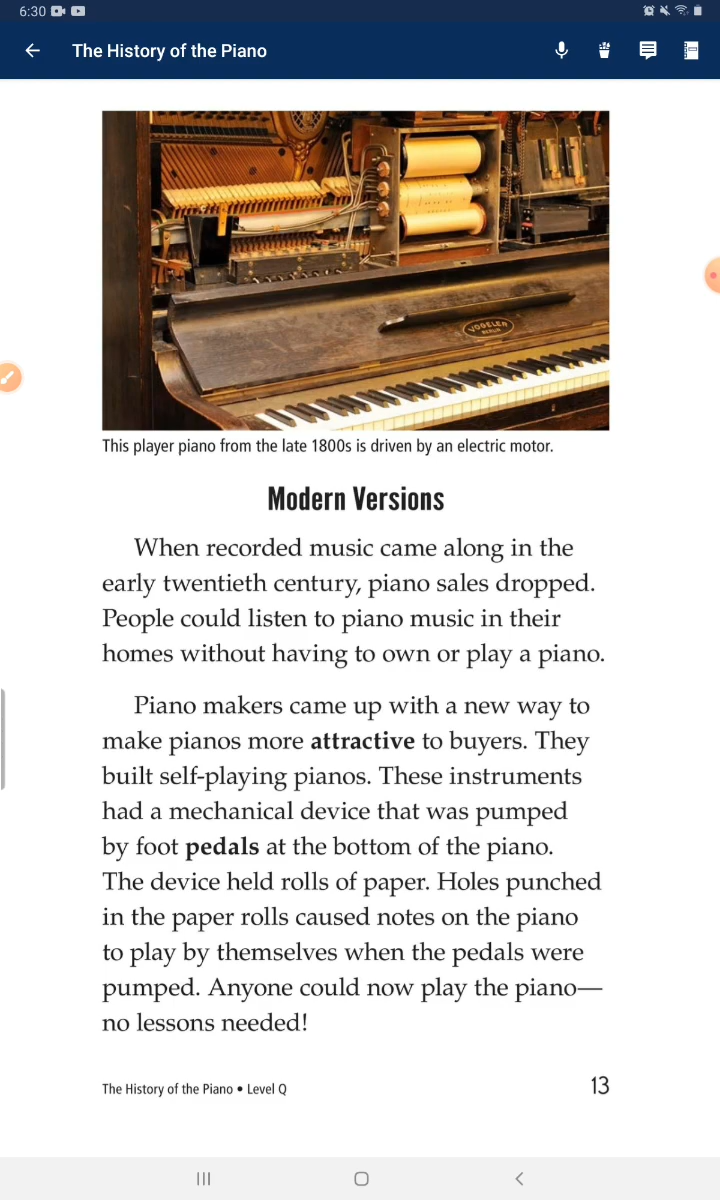 6:30
The History of the Piano
VOGELER
BERLIN
This player piano from the late 1800s is driven by an electric motor.
Modern Versions
When recorded music came along in the
early twentieth century, piano sales dropped.
People could listen to piano music in their
homes without having to own or play a piano.
Piano makers came up with a new way to
make pianos more attractive to buyers. They
built self-playing pianos. These instruments
had a mechanical device that was pumped
by foot pedals at the bottom of the piano.
The device held rolls of paper. Holes punched
in the paper rolls caused notes on the piano
to play by themselves when the pedals were
pumped. Anyone could now play the piano—
no lessons needed!
The History of the Piano • Level Q
13